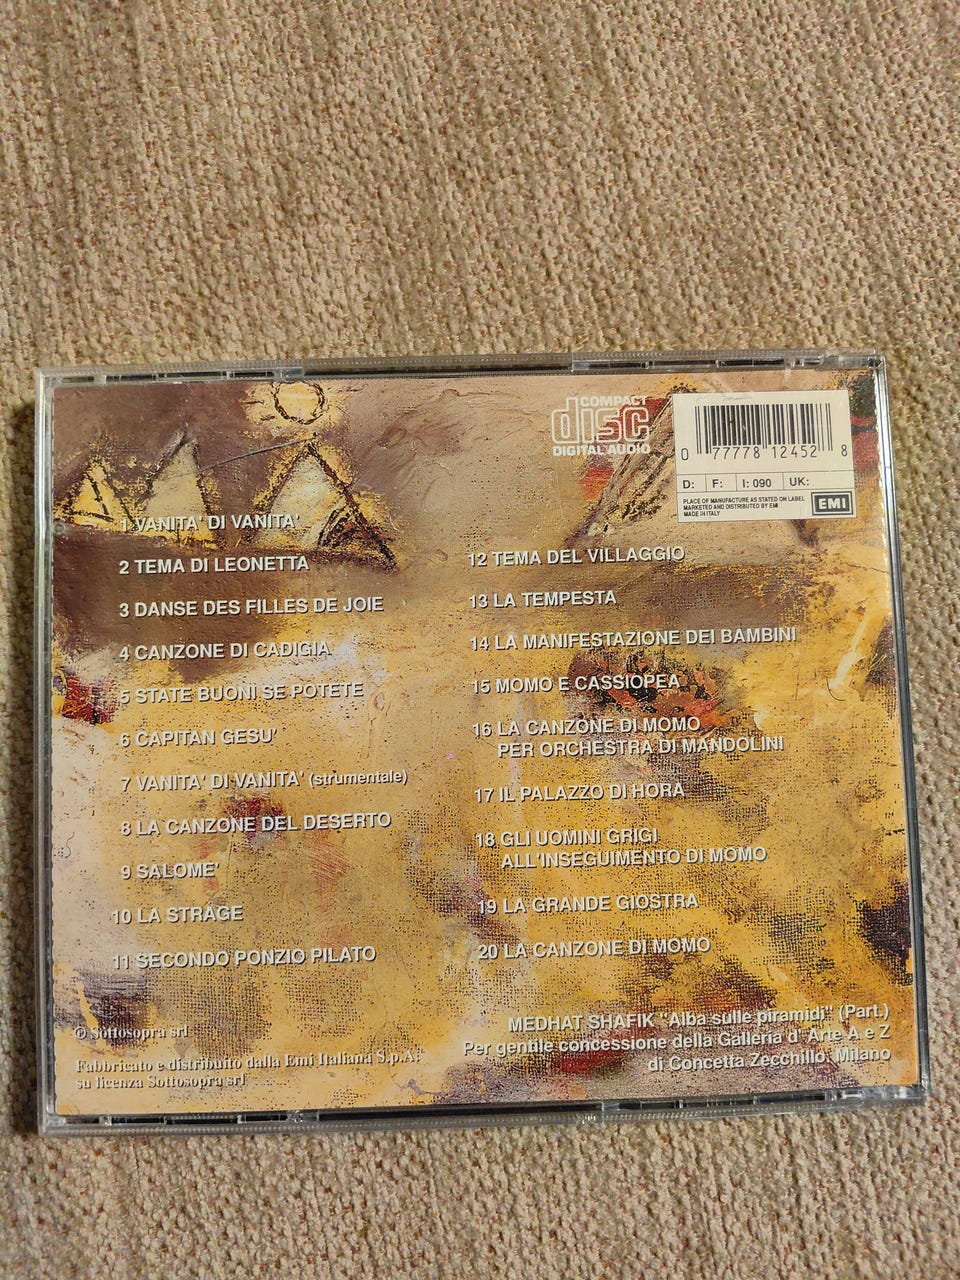 COMPACT
disc
DIGITAL AUDIO
0 77778 12452 8
D: F: I: 090 UK:
PLACE OF MANUFACTURE AS STATED ON LABEL
MARKETED AND DISTRIBUTED BY EMI
MADE IN ITALY
EMI
1 VANITA' DI VANITA'
2 TEMA DI LEONETTA
3 DANSE DES FILLES DE JOIE
4 CANZONE DI CADIGIA
5 STATE BUONI SE POTETE
6 CAPITAN GESU'
7 VANITA' DI VANITA' (strumentale)
8 LA CANZONE DEL DESERTO
9 SALOME'
10 LA STRAGE
11 SECONDO PONZIO PILATO
12 TEMA DEL VILLAGGIO
13 LA TEMPESTA
14 LA MANIFESTAZIONE DEI BAMBINI
15 MOMO E CASSIOPEA
16 LA CANZONE DI MOMO
PER ORCHESTRA DI MANDOLINI
17 IL PALAZZO DI HORA
18 GLI UOMINI GRIGI
ALL'INSEGUIMENTO DI MOMO
19 LA GRANDE GIOSTRA
20 LA CANZONE DI MOMO
© Sottosopra srl
Fabbricato e distribuito dalla Emi Italiana S.p.A.
su licenza Sottosopra srl
MEDHAT SHAFIK "Alba sulle piramidi" (Part.)
Per gentile concessione della Galleria d'Arte A e Z
di Concetta Zecchillo, Milano